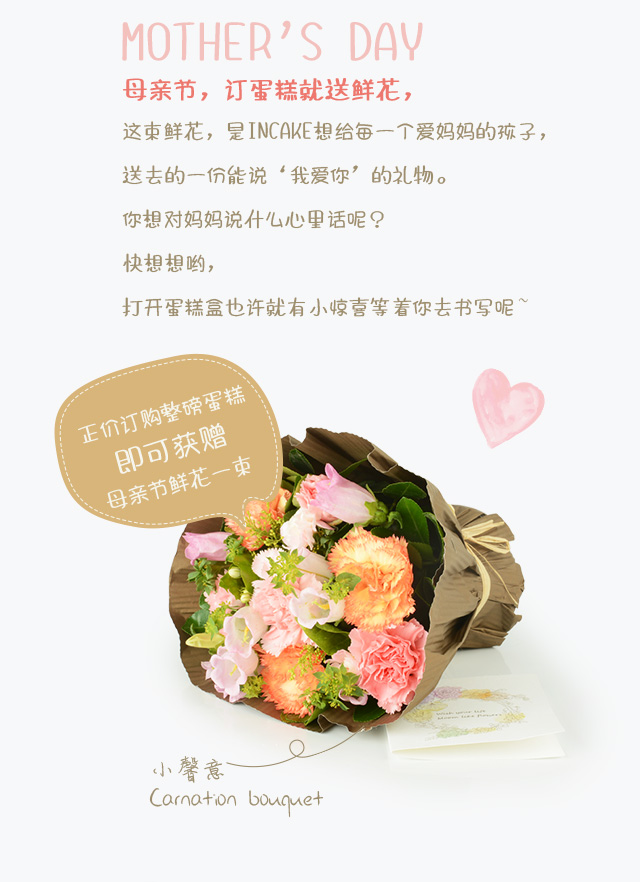 MOTHER'S DAY
母亲节，订蛋糕就送鲜花，
这束鲜花，是INCAKE想给每一个爱妈妈的孩子，
送去的一份能说‘我爱你’的礼物。
你想对妈妈说什么心里话呢？
快想想哟，
打开蛋糕盒也许就有小惊喜等着你去书写呢~
正价订购整磅蛋糕
即可获赠
母亲节鲜花一束
小馨意
Carnation bouquet